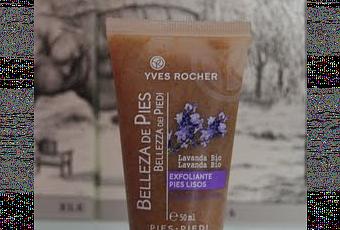 YVES ROCHER
BELLEZA DE PIES
BELLEZZA DEI PIEDI
Lavanda Bio
Lavanda Bio
EXFOLIANTE
PIES LISOS
e 50 ml
PIES · PIEDI